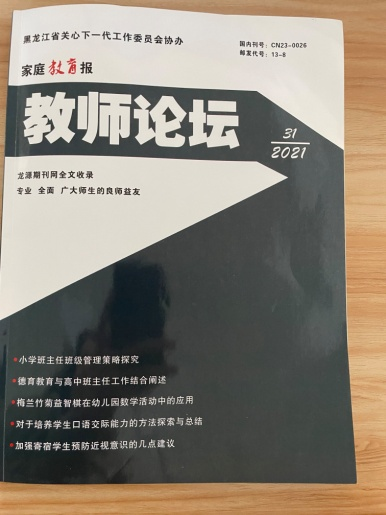 黑龙江省关心下一代工作委员会协办
国内刊号：CN23-0026
邮发代号：13-8
家庭教育报
教师论坛
31
2021
龙源期刊网全文收录
专业 全面 广大师生的良师益友
•小学班主任班级管理策略探究
•德育教育与高中班主任工作结合阐述
•梅兰竹菊益智棋在幼儿园数学活动中的应用
•对于培养学生口语交际能力的方法探索与总结
•加强寄宿学生预防近视意识的几点建议